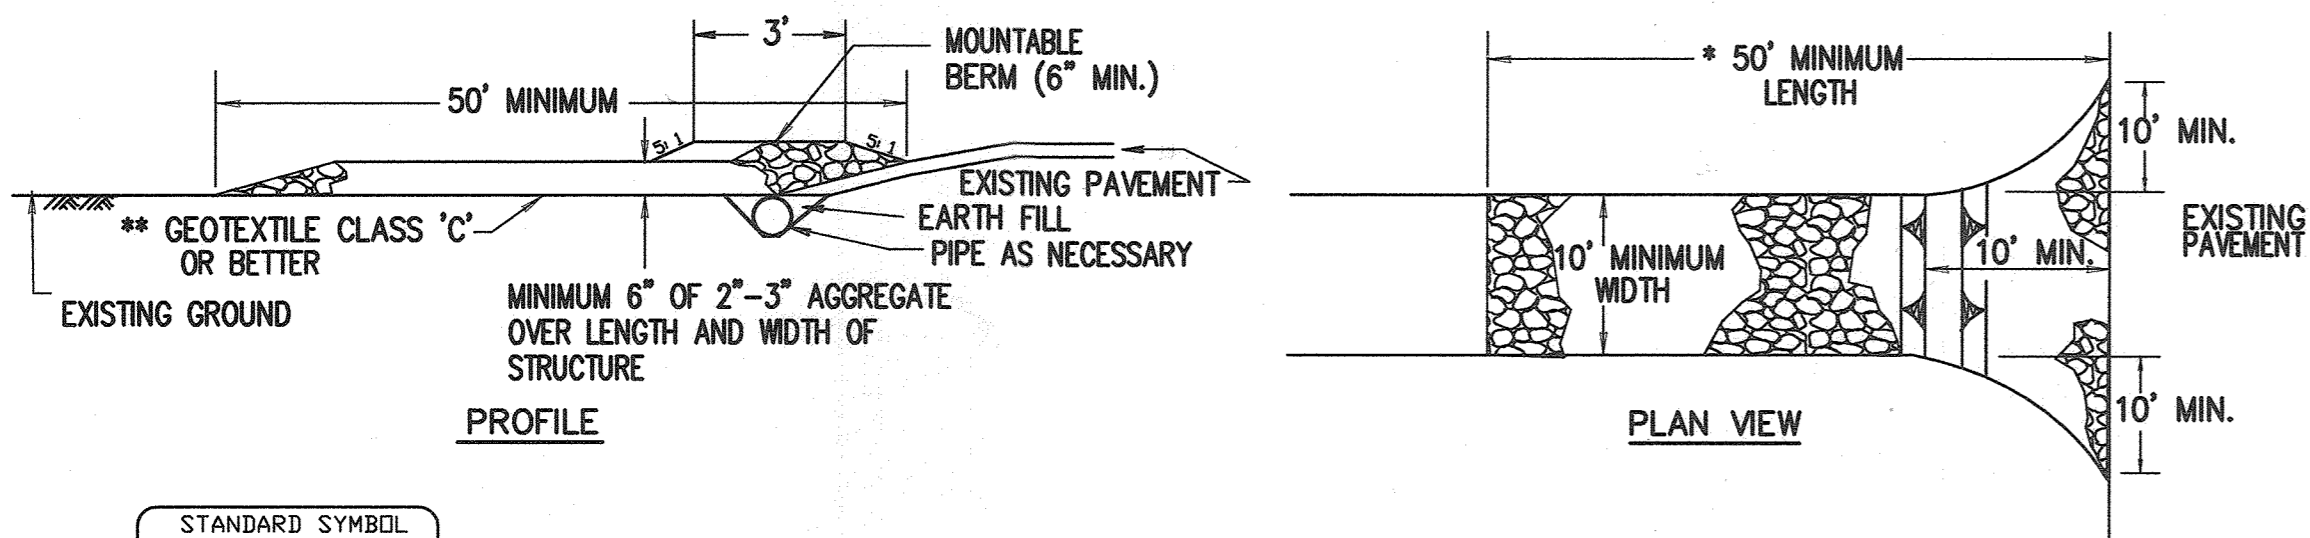 3'
MOUNTABLE
BERM (6" MIN.)
50' MINIMUM
5: 1
5: 1
EXISTING PAVEMENT
** GEOTEXTILE CLASS 'C'
OR BETTER
EARTH FILL
PIPE AS NECESSARY
EXISTING GROUND
MINIMUM 6" OF 2"-3" AGGREGATE
OVER LENGTH AND WIDTH OF
STRUCTURE
PROFILE
STANDARD SYMBOL
* 50' MINIMUM
LENGTH
10' MIN.
EXISTING
PAVEMENT
10' MINIMUM
WIDTH
10' MIN.
10' MIN.
PLAN VIEW